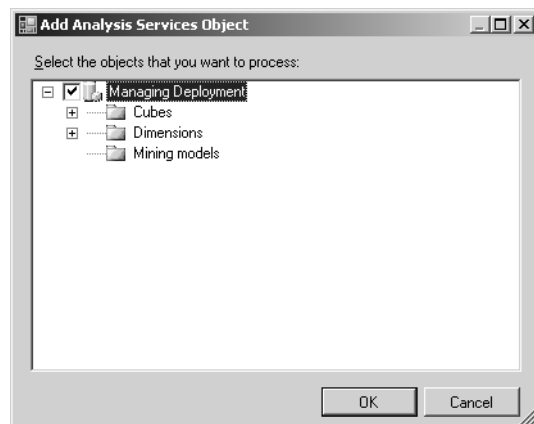 Add Analysis Services Object
Select the objects that you want to process:
Managing Deployment
Cubes
Dimensions
Mining models
OK
Cancel